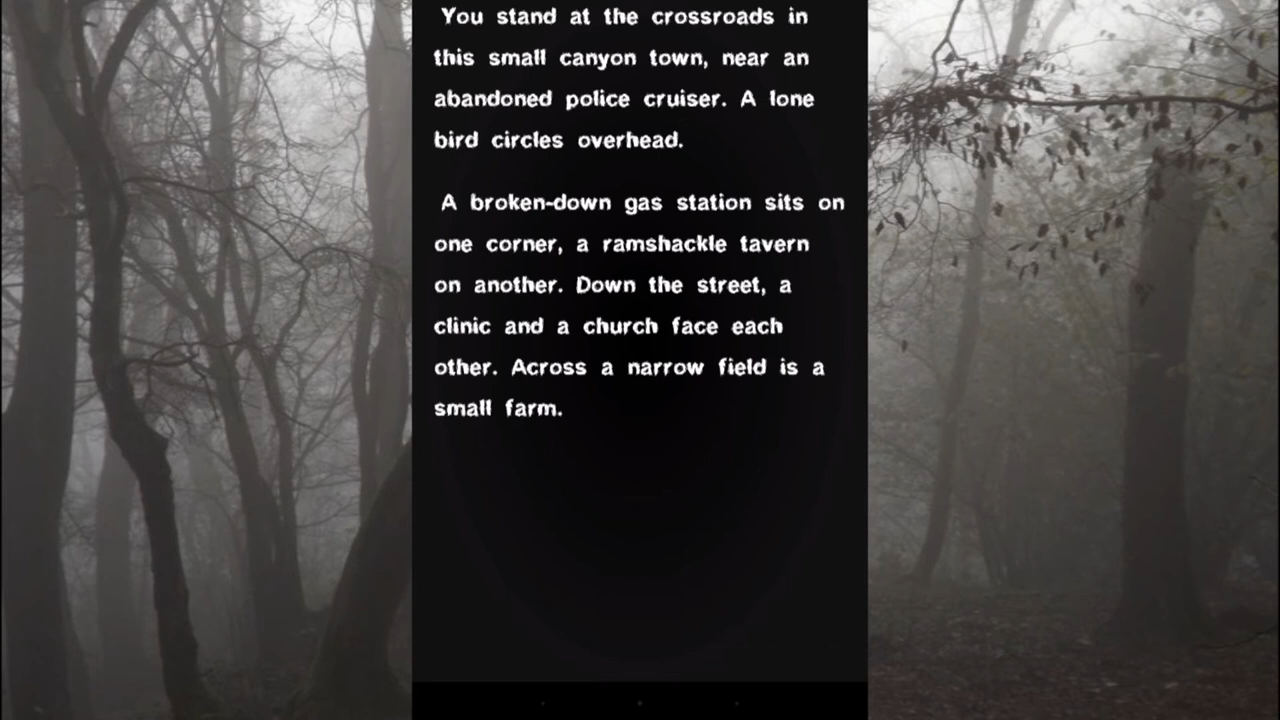 You stand at the crossroads in
this small canyon town, near an
abandoned police cruiser. A lone
bird circles overhead.
A broken-down gas station sits on
one corner, a ramshackle tavern
on another. Down the street, a
clinic and a church face each
other. Across a narrow field is a
small farm.